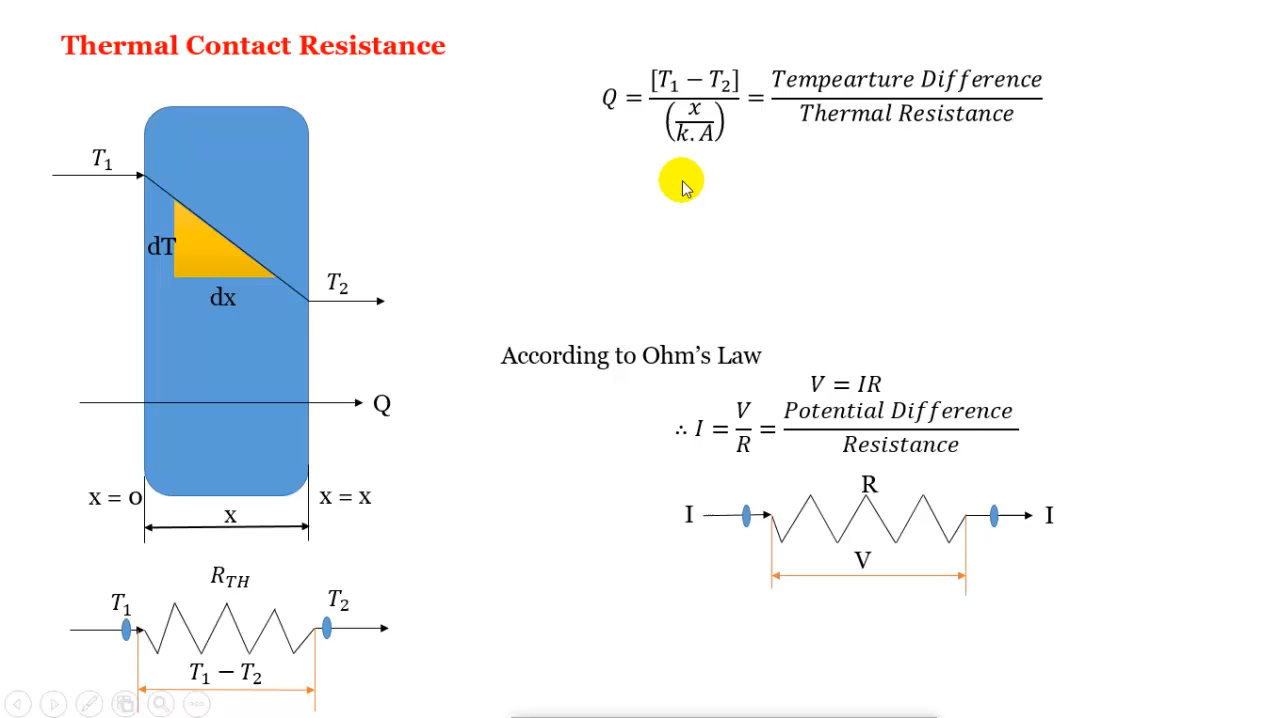 Thermal Contact Resistance
Q = [T₁ − T₂] / (x / k. A) = Tempearture Difference / Thermal Resistance
T₁
dT
dx
T₂
Q
x = 0
x = x
x
According to Ohm’s Law
V = IR
∴ I = V / R = Potential Difference / Resistance
R
I
I
V
R_TH
T₁
T₂
T₁ − T₂